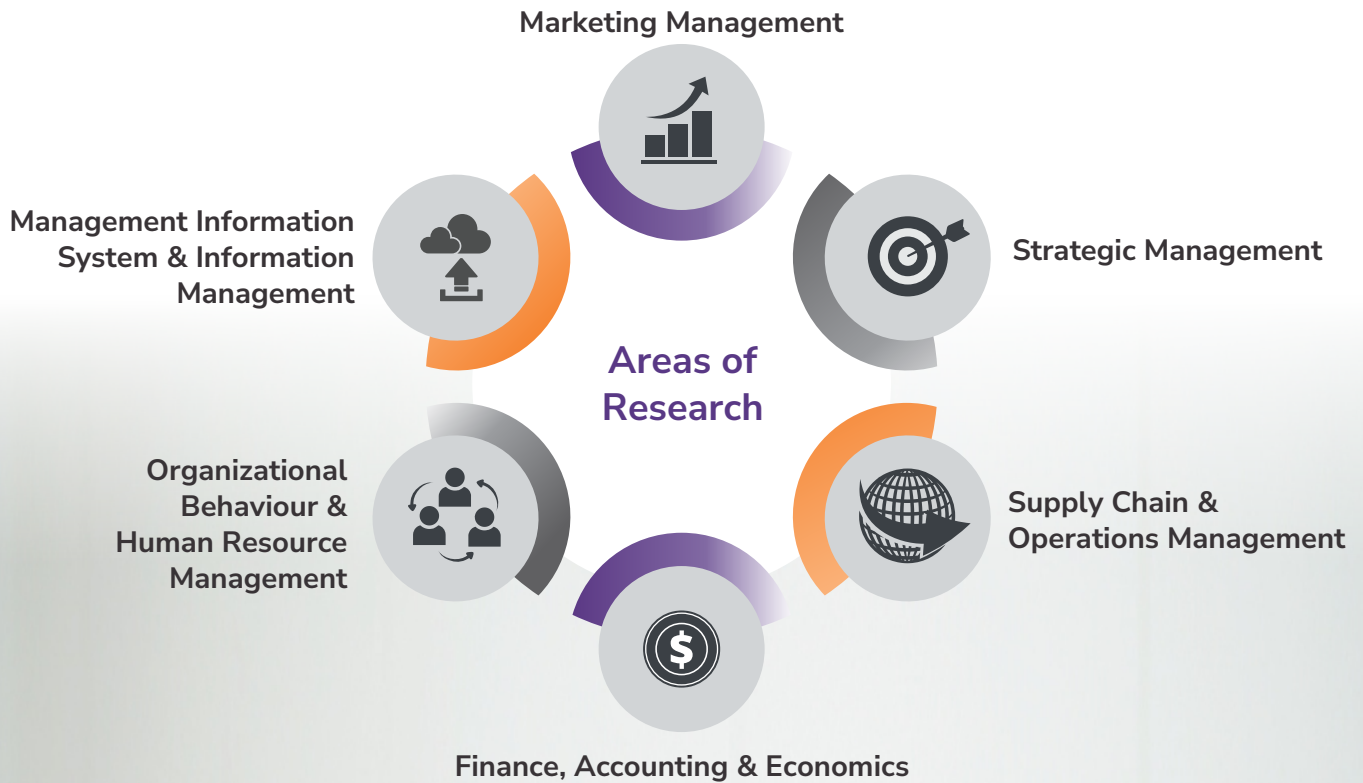 Marketing Management
Management Information
System & Information
Management
Strategic Management
Areas of
Research
Organizational
Behaviour &
Human Resource
Management
Supply Chain &
Operations Management
$
Finance, Accounting & Economics